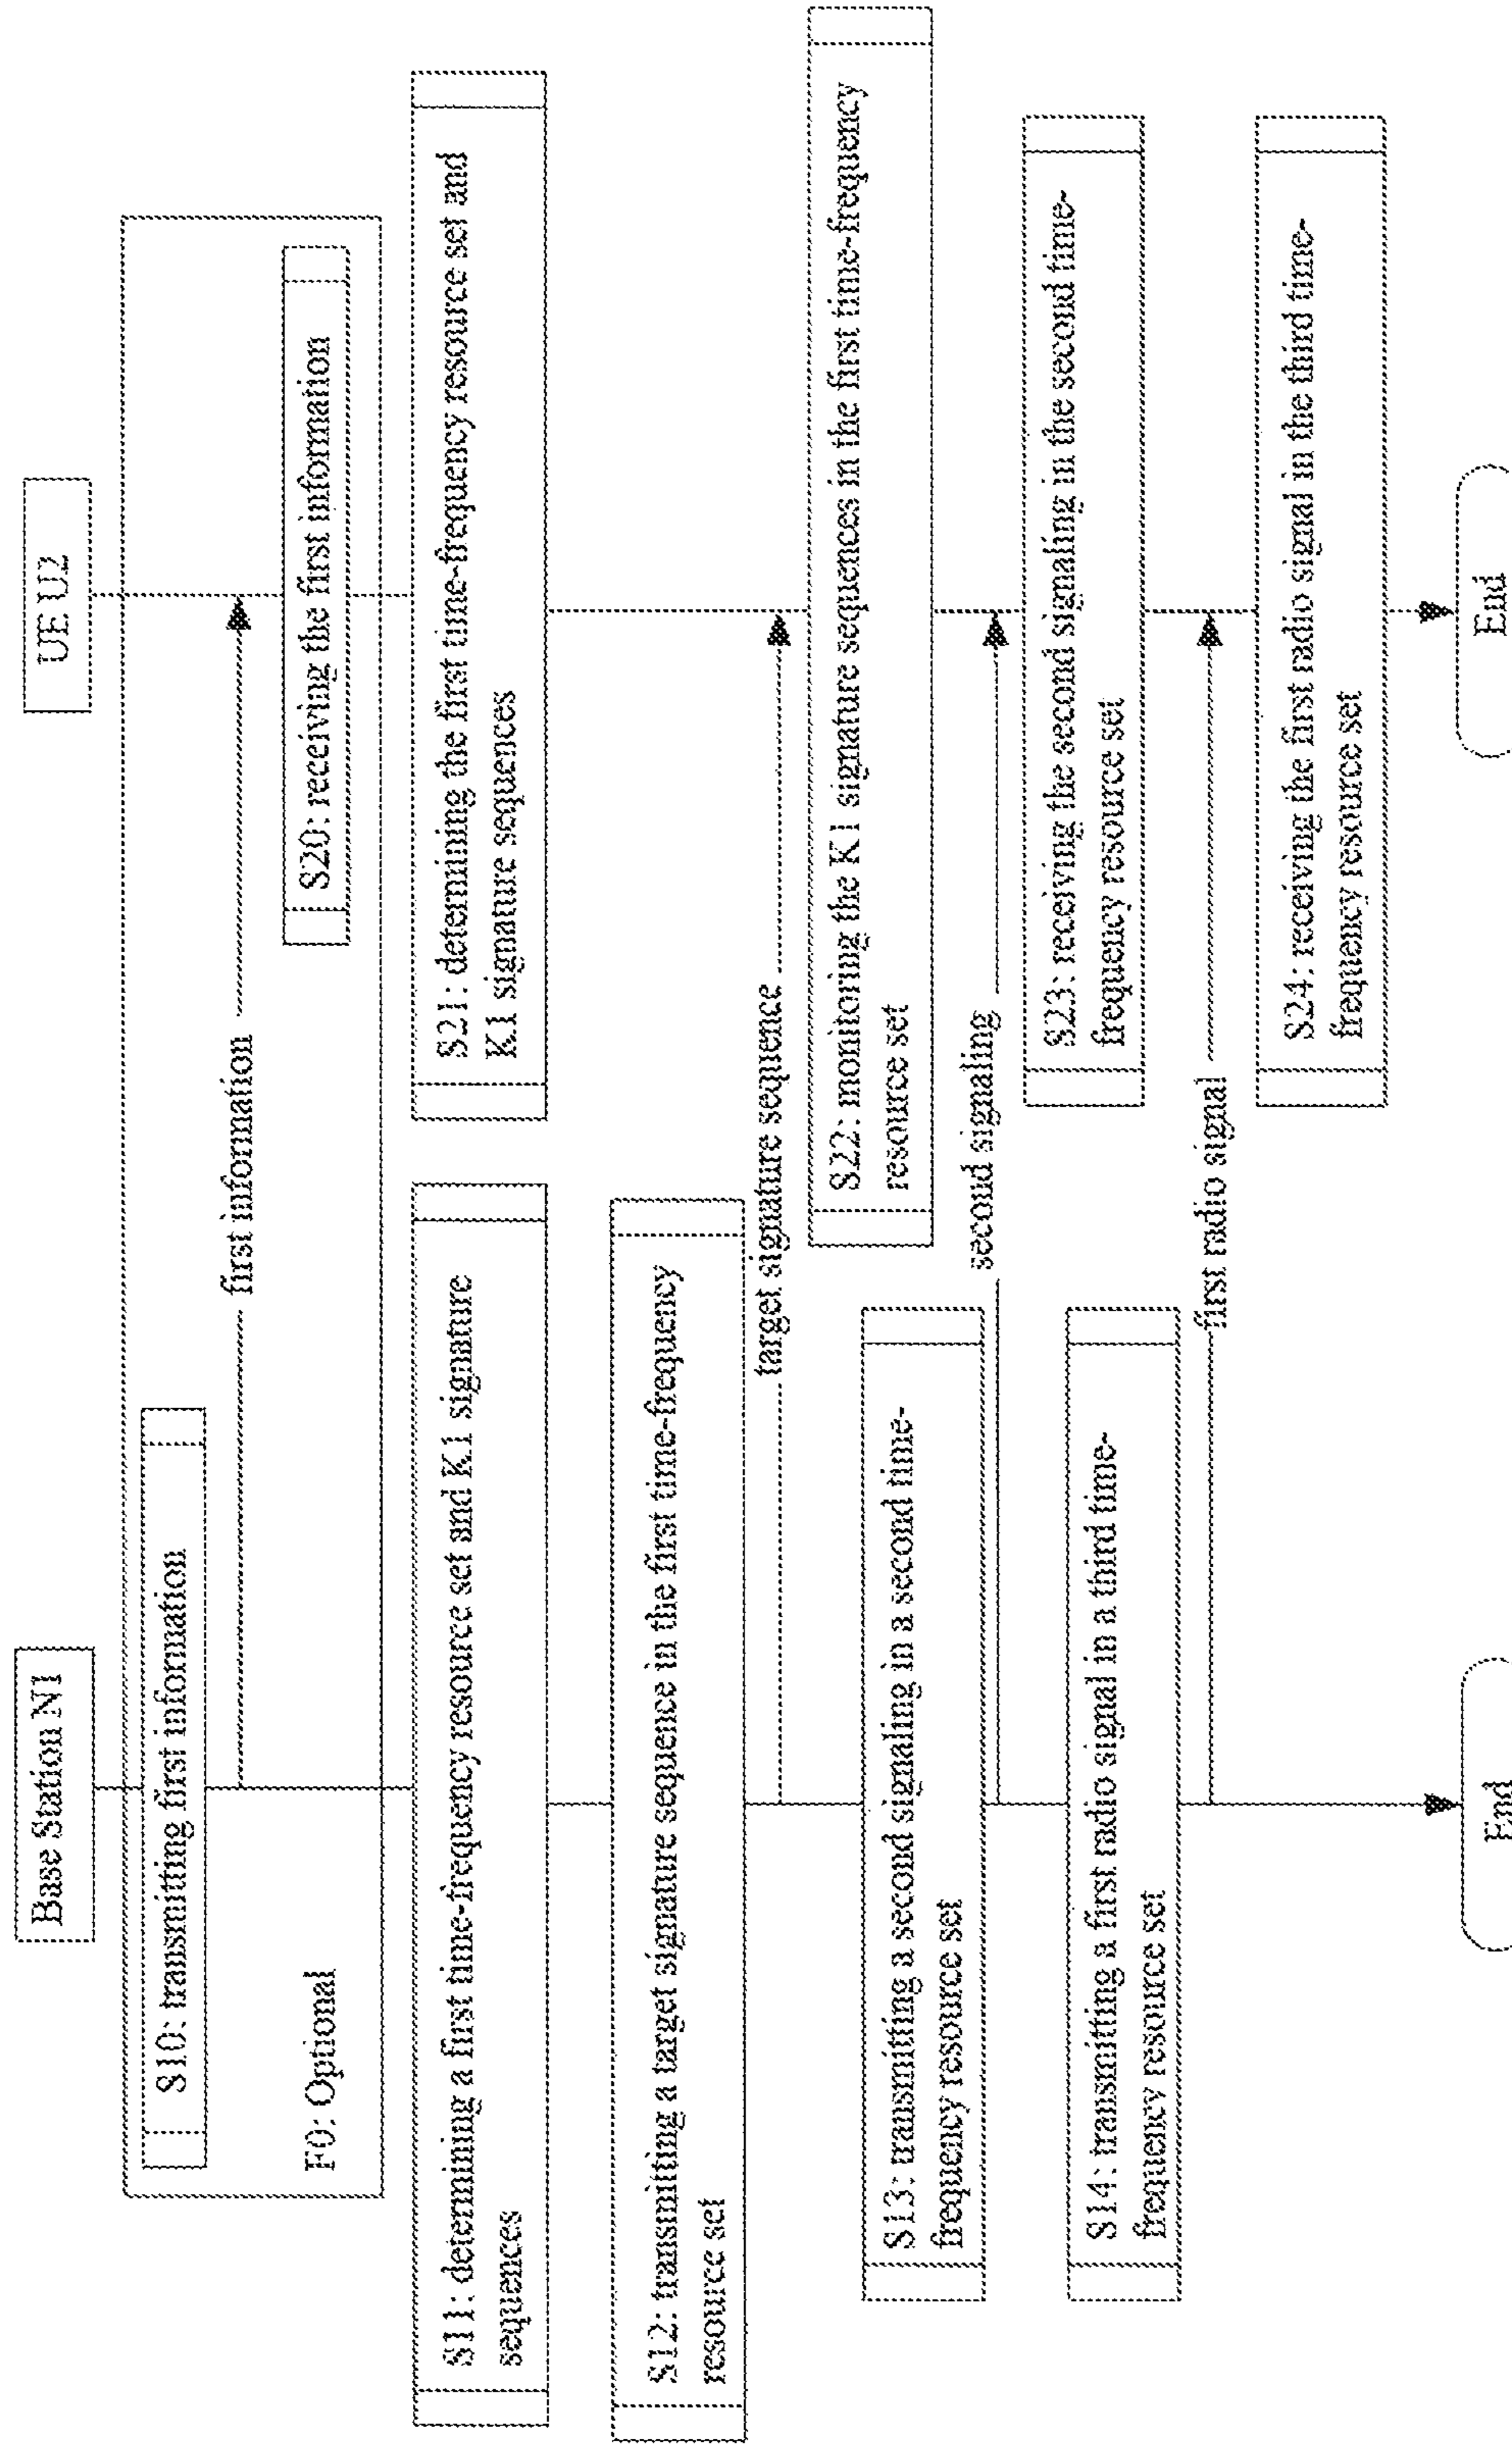 Base Station N1
UE U2
S10: transmitting first information
first information
S20: receiving the first information
F0: Optional
S11: determining a first time-frequency resource set and K1 signature
sequences
S21: determining the first time-frequency resource set and
K1 signature sequences
S12: transmitting a target signature sequence in the first time-frequency
resource set
target signature sequence
S22: monitoring the K1 signature sequences in the first time-frequency
resource set
S13: transmitting a second signaling in a second time-
frequency resource set
second signaling
S23: receiving the second signaling in the second time-
frequency resource set
S14: transmitting a first radio signal in a third time-
frequency resource set
first radio signal
S24: receiving the first radio signal in the third time-
frequency resource set
End
End